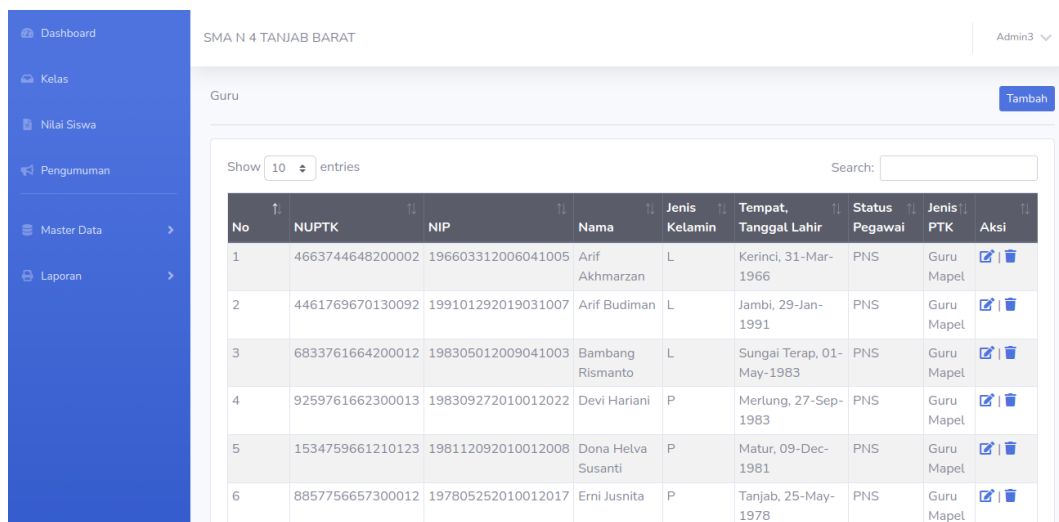 Dashboard
Kelas
Nilai Siswa
Pengumuman
Master Data
Laporan
SMA N 4 TANJAB BARAT
Admin3
Guru
Tambah
Show 10 entries
Search:
No NUPTK NIP Nama Jenis Kelamin Tempat, Tanggal Lahir Status Pegawai Jenis PTK Aksi
1 4663744648200002 196603312006041005 Arif Akhmarzan L Kerinci, 31-Mar-1966 PNS Guru Mapel |
2 4461769670130092 199101292019031007 Arif Budiman L Jambi, 29-Jan-1991 PNS Guru Mapel |
3 6833761664200012 198305012009041003 Bambang Rismanto L Sungai Terap, 01-May-1983 PNS Guru Mapel |
4 9259761662300013 198309272010012022 Devi Hariani P Merlung, 27-Sep-1983 PNS Guru Mapel |
5 1534759661210123 198112092010012008 Dona Helva Susanti P Matur, 09-Dec-1981 PNS Guru Mapel |
6 8857756657300012 197805252010012017 Erni Jusnita P Tanjab, 25-May-1978 PNS Guru Mapel |